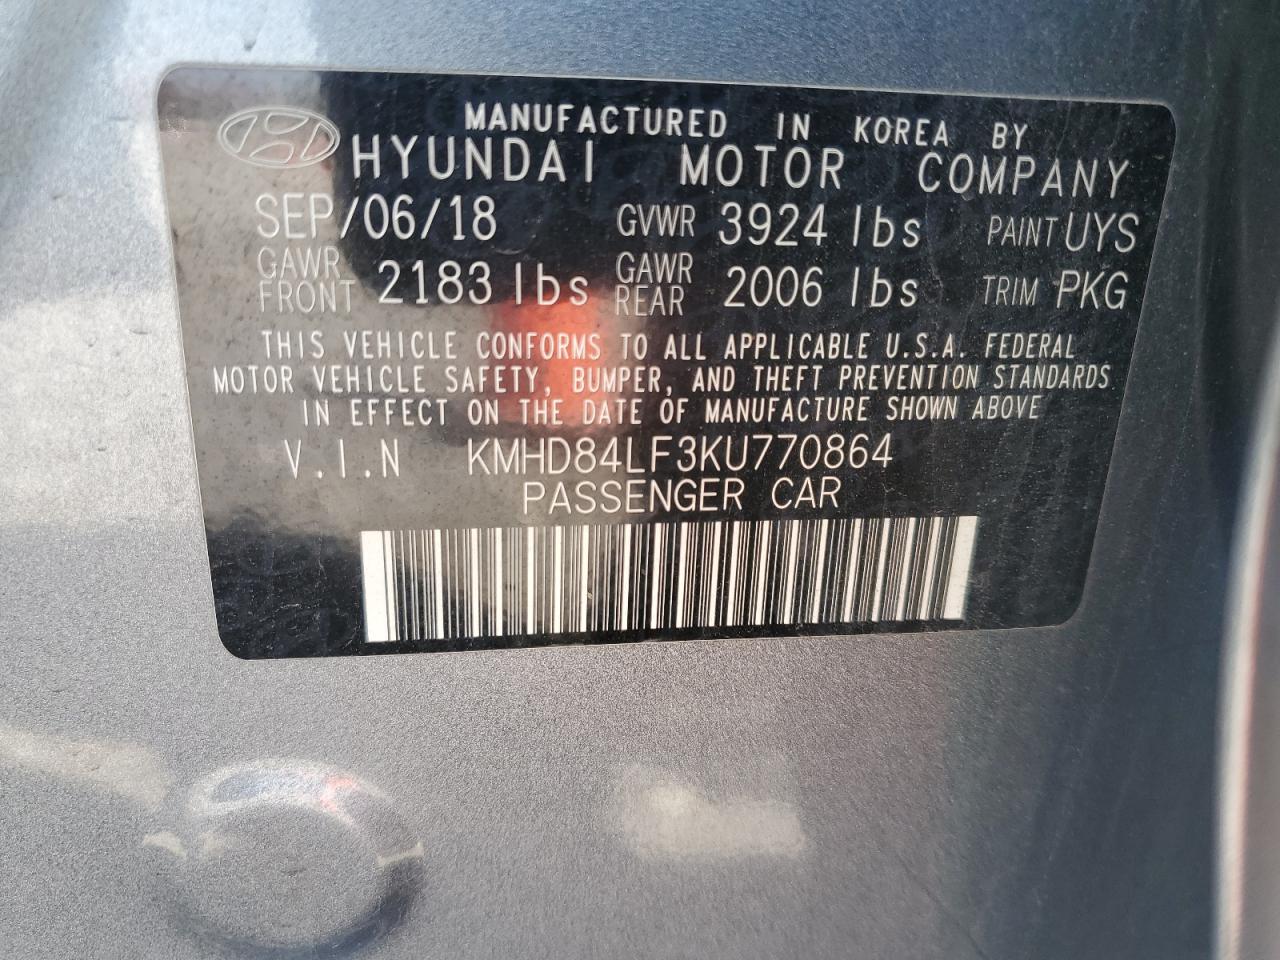 MANUFACTURED IN KOREA BY
HYUNDAI MOTOR COMPANY
SEP/06/18 GVWR 3924 lbs PAINT UYS
GAWR FRONT 2183 lbs GAWR REAR 2006 lbs TRIM PKG
THIS VEHICLE CONFORMS TO ALL APPLICABLE U.S.A. FEDERAL
MOTOR VEHICLE SAFETY, BUMPER, AND THEFT PREVENTION STANDARDS
IN EFFECT ON THE DATE OF MANUFACTURE SHOWN ABOVE
V.I.N KMHD84LF3KU770864
PASSENGER CAR